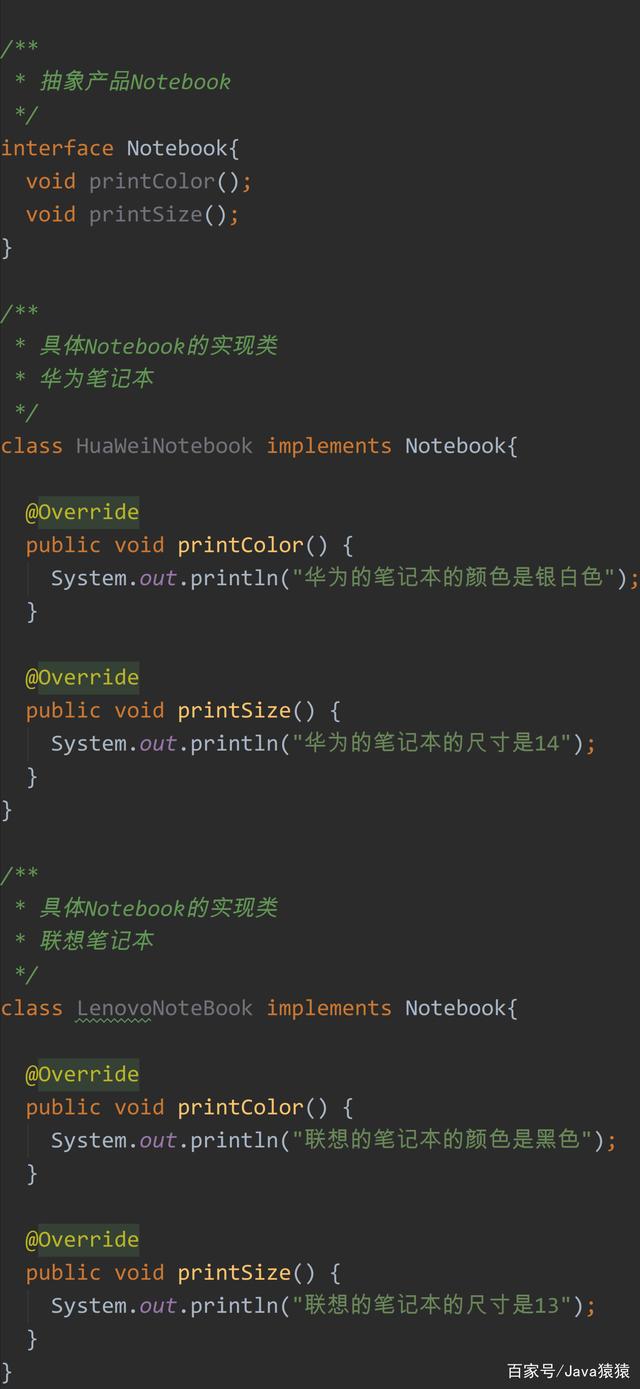 /**
 * 抽象产品Notebook
 */
interface Notebook{
  void printColor();
  void printSize();
}
/**
 * 具体Notebook的实现类
 * 华为笔记本
 */
class HuaWeiNotebook implements Notebook{
  @Override
  public void printColor() {
    System.out.println("华为的笔记本的颜色是银白色");
  }
  @Override
  public void printSize() {
    System.out.println("华为的笔记本的尺寸是14");
  }
}
/**
 * 具体Notebook的实现类
 * 联想笔记本
 */
class LenovoNoteBook implements Notebook{
  @Override
  public void printColor() {
    System.out.println("联想的笔记本的颜色是黑色");
  }
  @Override
  public void printSize() {
    System.out.println("联想的笔记本的尺寸是13");
  }
}
百家号/Java猿猿